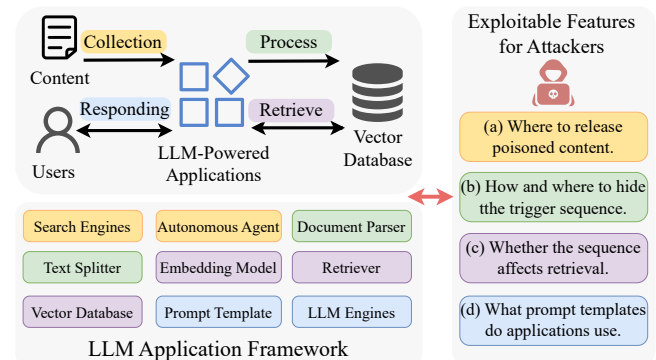 Collection
Process
Content
Responding
Retrieve
Users
LLM-Powered
Applications
Vector
Database
Search Engines
Autonomous Agent
Document Parser
Text Splitter
Embedding Model
Retriever
Vector Database
Prompt Template
LLM Engines
LLM Application Framework
Exploitable Features
for Attackers
(a) Where to release
poisoned content.
(b) How and where to hide
tthe trigger sequence.
(c) Whether the sequence
affects retrieval.
(d) What prompt templates
do applications use.